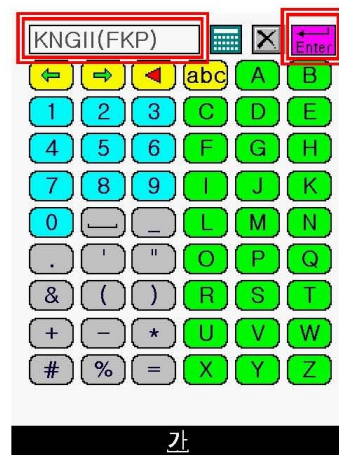 KNGII(FKP) Enter
abc A B
1 2 3 C D E
4 5 6 F G H
7 8 9 I J K
0 _ L M N
. ' " O P Q
& ( ) R S T
+ - * U V W
# % = X Y Z
가